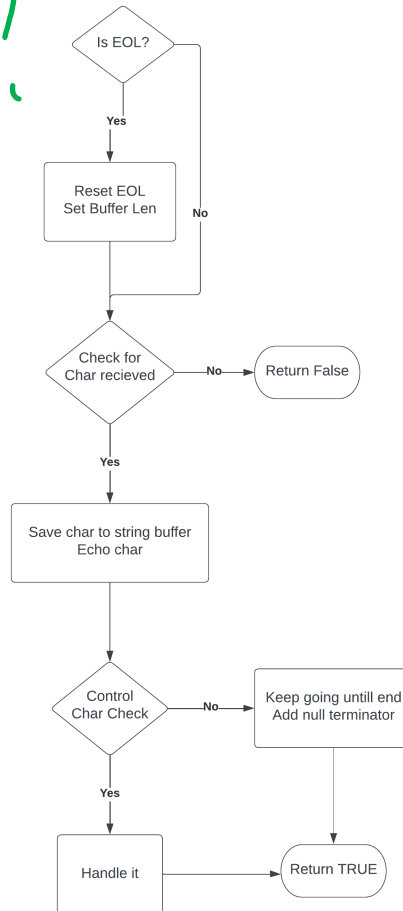 Is EOL?
Yes
Reset EOL
Set Buffer Len
No
Check for
Char recieved
No
Return False
Yes
Save char to string buffer
Echo char
Control
Char Check
No
Keep going untill end
Add null terminator
Yes
Handle it
Return TRUE